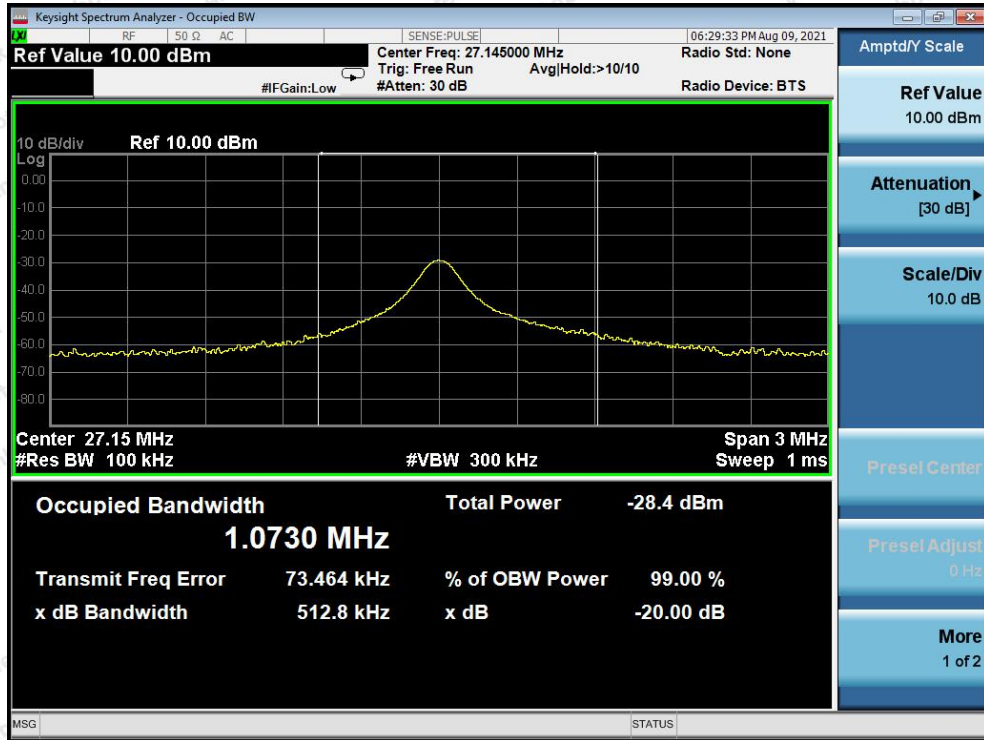 Keysight Spectrum Analyzer - Occupied BW
LXI RF 50 Ω AC SENSE:PULSE 06:29:33 PM Aug 09, 2021
Ref Value 10.00 dBm
Center Freq: 27.145000 MHz Radio Std: None
Trig: Free Run Avg|Hold:>10/10
#IFGain:Low #Atten: 30 dB Radio Device: BTS
10 dB/div Ref 10.00 dBm
Log
0.00
-10.0
-20.0
-30.0
-40.0
-50.0
-60.0
-70.0
-80.0
Center 27.15 MHz Span 3 MHz
#Res BW 100 kHz #VBW 300 kHz Sweep 1 ms
Occupied Bandwidth Total Power -28.4 dBm
1.0730 MHz
Transmit Freq Error 73.464 kHz % of OBW Power 99.00 %
x dB Bandwidth 512.8 kHz x dB -20.00 dB
MSG STATUS
Amptd/Y Scale
Ref Value
10.00 dBm
Attenuation
[30 dB]
Scale/Div
10.0 dB
Presel Center
Presel Adjust
0 Hz
More
1 of 2